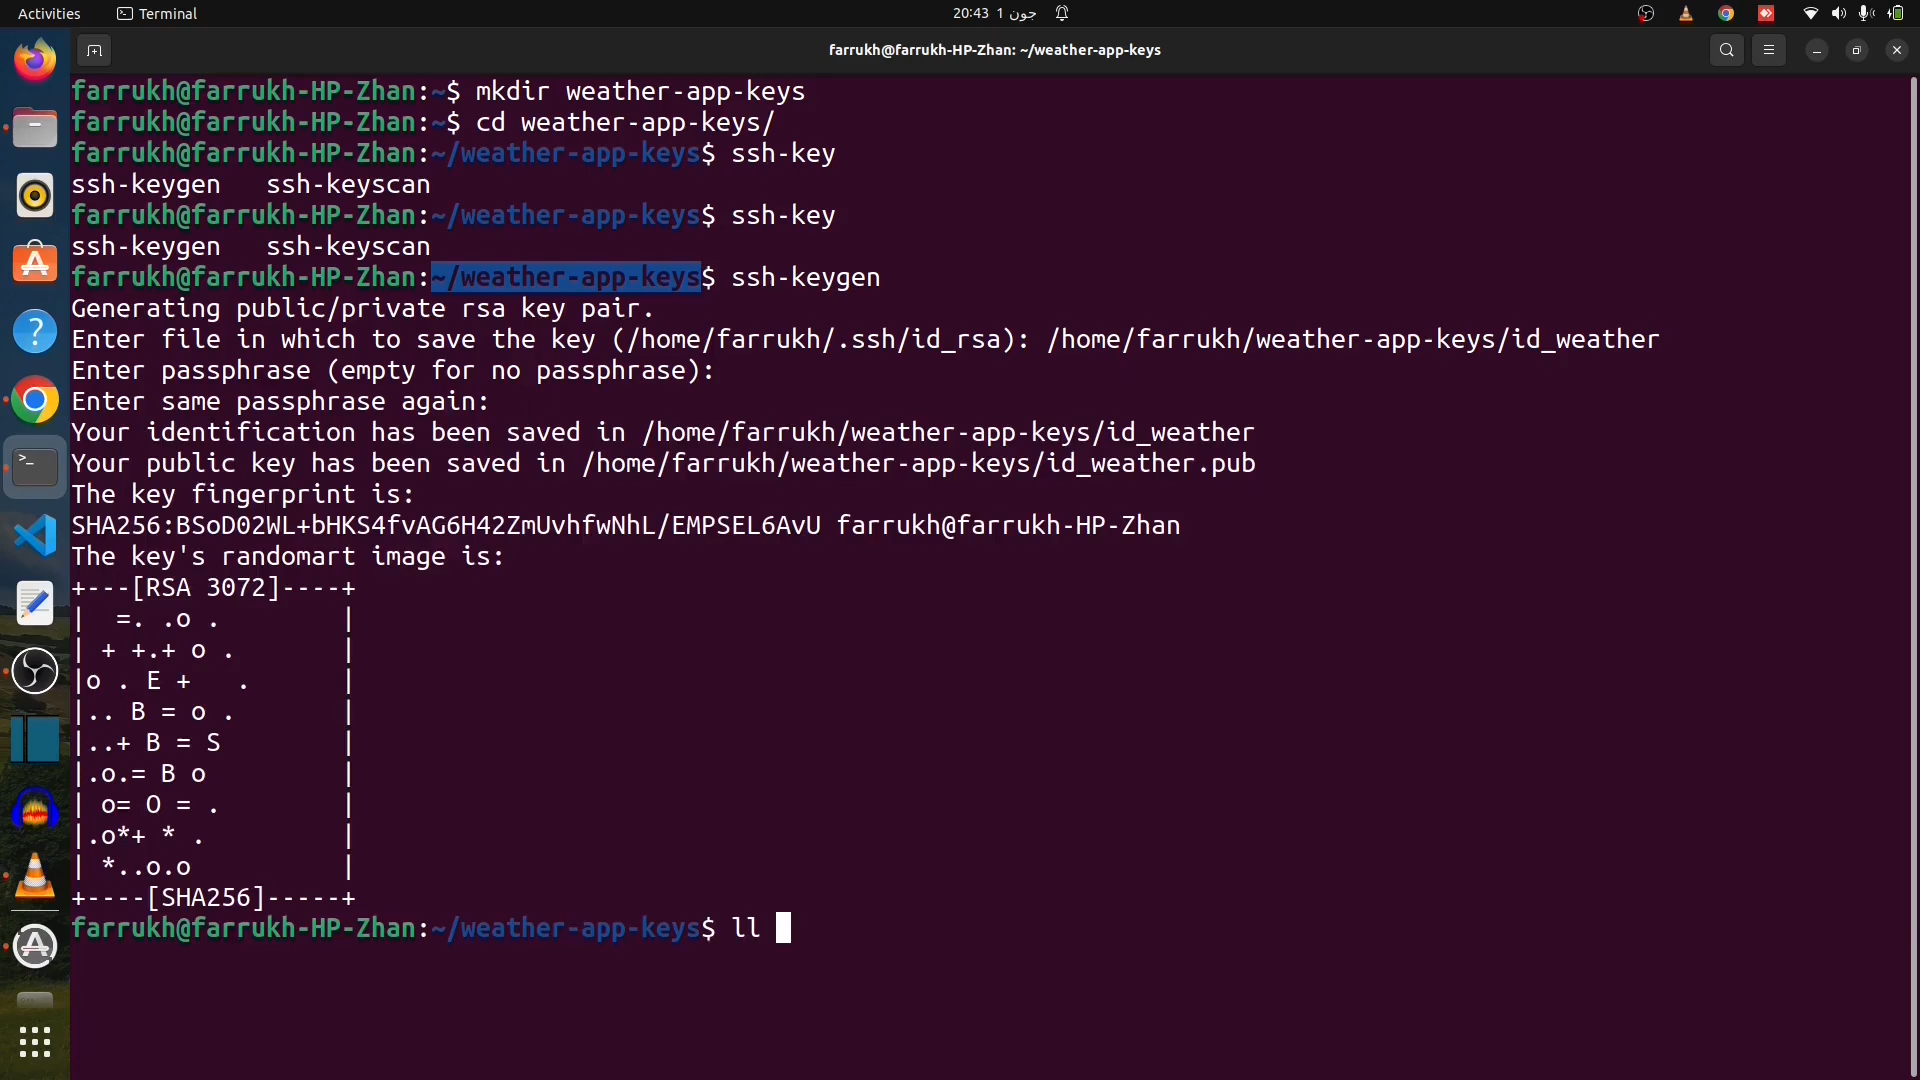 Activities
Terminal
20:43 1 جون
farrukh@farrukh-HP-Zhan: ~/weather-app-keys
farrukh@farrukh-HP-Zhan:~$ mkdir weather-app-keys
farrukh@farrukh-HP-Zhan:~$ cd weather-app-keys/
farrukh@farrukh-HP-Zhan:~/weather-app-keys$ ssh-key
ssh-keygen   ssh-keyscan
farrukh@farrukh-HP-Zhan:~/weather-app-keys$ ssh-key
ssh-keygen   ssh-keyscan
farrukh@farrukh-HP-Zhan:~/weather-app-keys$ ssh-keygen
Generating public/private rsa key pair.
Enter file in which to save the key (/home/farrukh/.ssh/id_rsa): /home/farrukh/weather-app-keys/id_weather
Enter passphrase (empty for no passphrase):
Enter same passphrase again:
Your identification has been saved in /home/farrukh/weather-app-keys/id_weather
Your public key has been saved in /home/farrukh/weather-app-keys/id_weather.pub
The key fingerprint is:
SHA256:BSoD02WL+bHKS4fvAG6H42ZmUvhfwNhL/EMPSEL6AvU farrukh@farrukh-HP-Zhan
The key's randomart image is:
+---[RSA 3072]----+
|  =. .o .        |
| + +.+ o .       |
|o . E +   .      |
|.. B = o .       |
|..+ B = S        |
|.o.= B o         |
| o= O = .        |
|.o*+ * .         |
| *..o.o          |
+----[SHA256]-----+
farrukh@farrukh-HP-Zhan:~/weather-app-keys$ ll